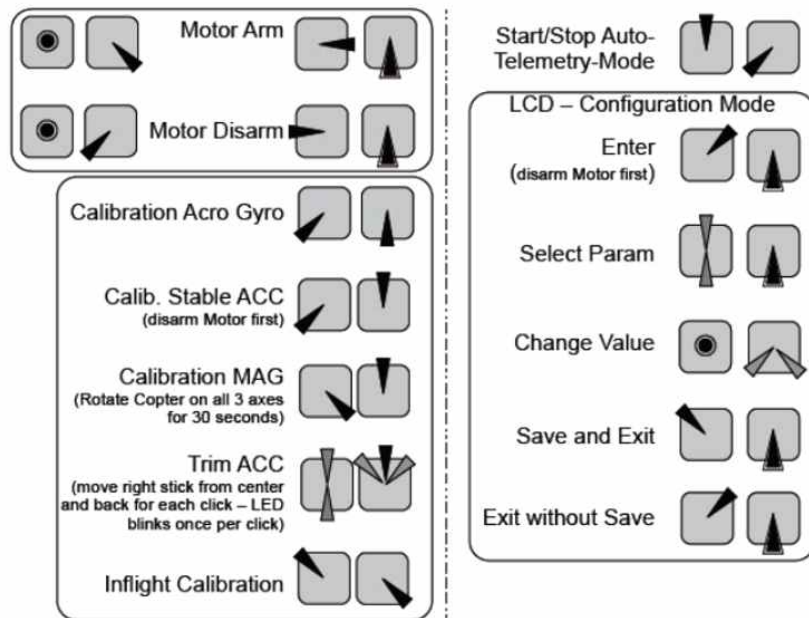 Motor Arm
Motor Disarm
Calibration Acro Gyro
Calib. Stable ACC
(disarm Motor first)
Calibration MAG
(Rotate Copter on all 3 axes
for 30 seconds)
Trim ACC
(move right stick from center
and back for each click – LED
blinks once per click)
Inflight Calibration
Start/Stop Auto-
Telemetry-Mode
LCD – Configuration Mode
Enter
(disarm Motor first)
Select Param
Change Value
Save and Exit
Exit without Save